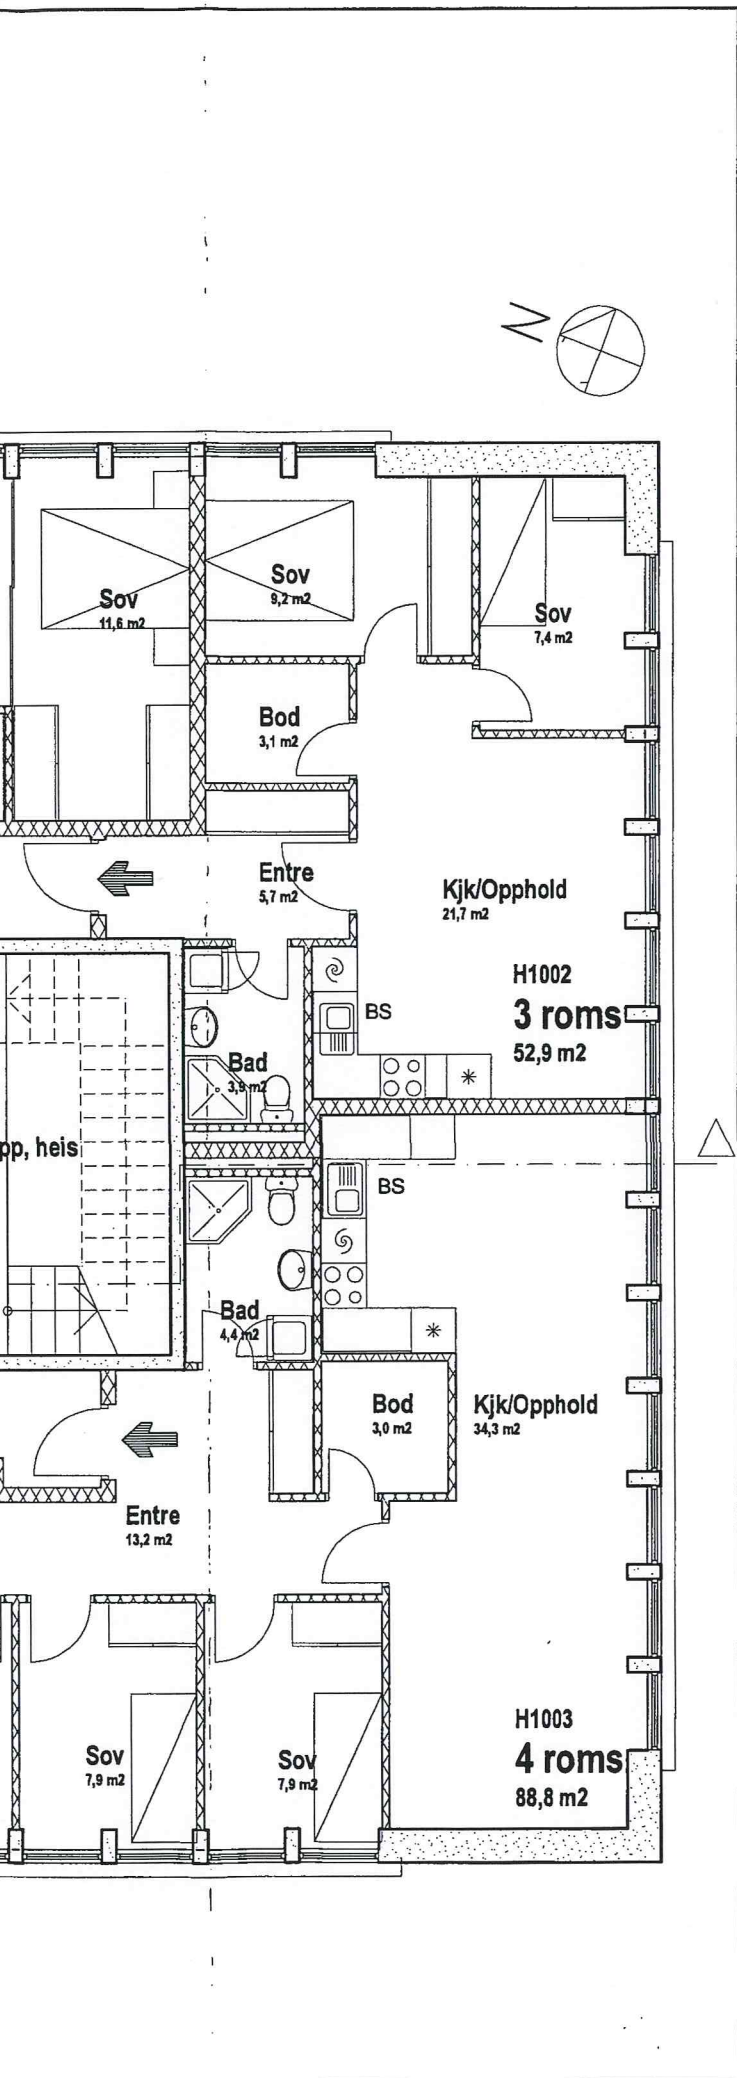 N
Sov
11,6 m2
Sov
9,2 m2
Sov
7,4 m2
Bod
3,1 m2
Entre
5,7 m2
Kjk/Opphold
21,7 m2
H1002
3 roms
52,9 m2
BS
Bad
3,9 m2
pp, heis
BS
Bad
4,4 m2
Bod
3,0 m2
Kjk/Opphold
34,3 m2
Entre
13,2 m2
Sov
7,9 m2
Sov
7,9 m2
H1003
4 roms
88,8 m2